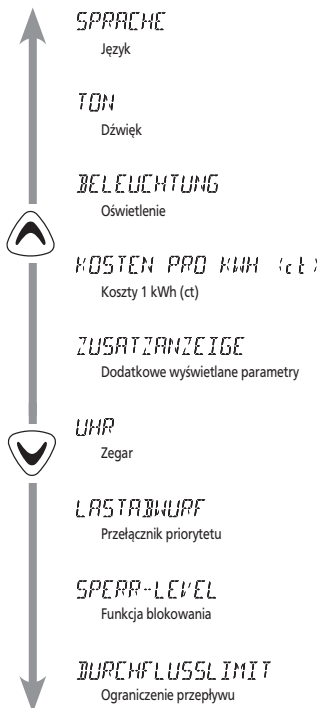 SPRACHE
Język
TON
Dźwięk
BELEUCHTUNG
Oświetlenie
KOSTEN PRO KWH (ct)
Koszty 1 kWh (ct)
ZUSATZANZEIGE
Dodatkowe wyświetlane parametry
UHR
Zegar
LASTABWURF
Przełącznik priorytetu
SPERR-LEVEL
Funkcja blokowania
DURCHFLUSSLIMIT
Ograniczenie przepływu